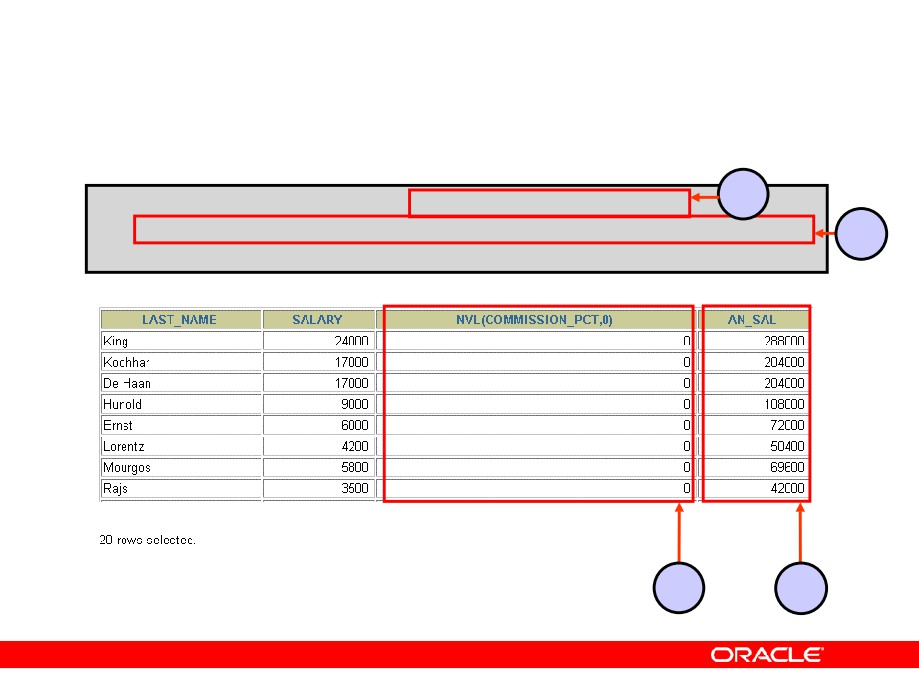 LAST_NAME SALARY NVL(COMMISSION_PCT,0) AN_SAL
King 24000 0 288000
Kochhar 17000 0 204000
De Haan 17000 0 204000
Hunold 9000 0 108000
Ernst 6000 0 72000
Lorentz 4200 0 50400
Mourgos 5800 0 69600
Rajs 3500 0 42000
20 rows selected.
ORACLE